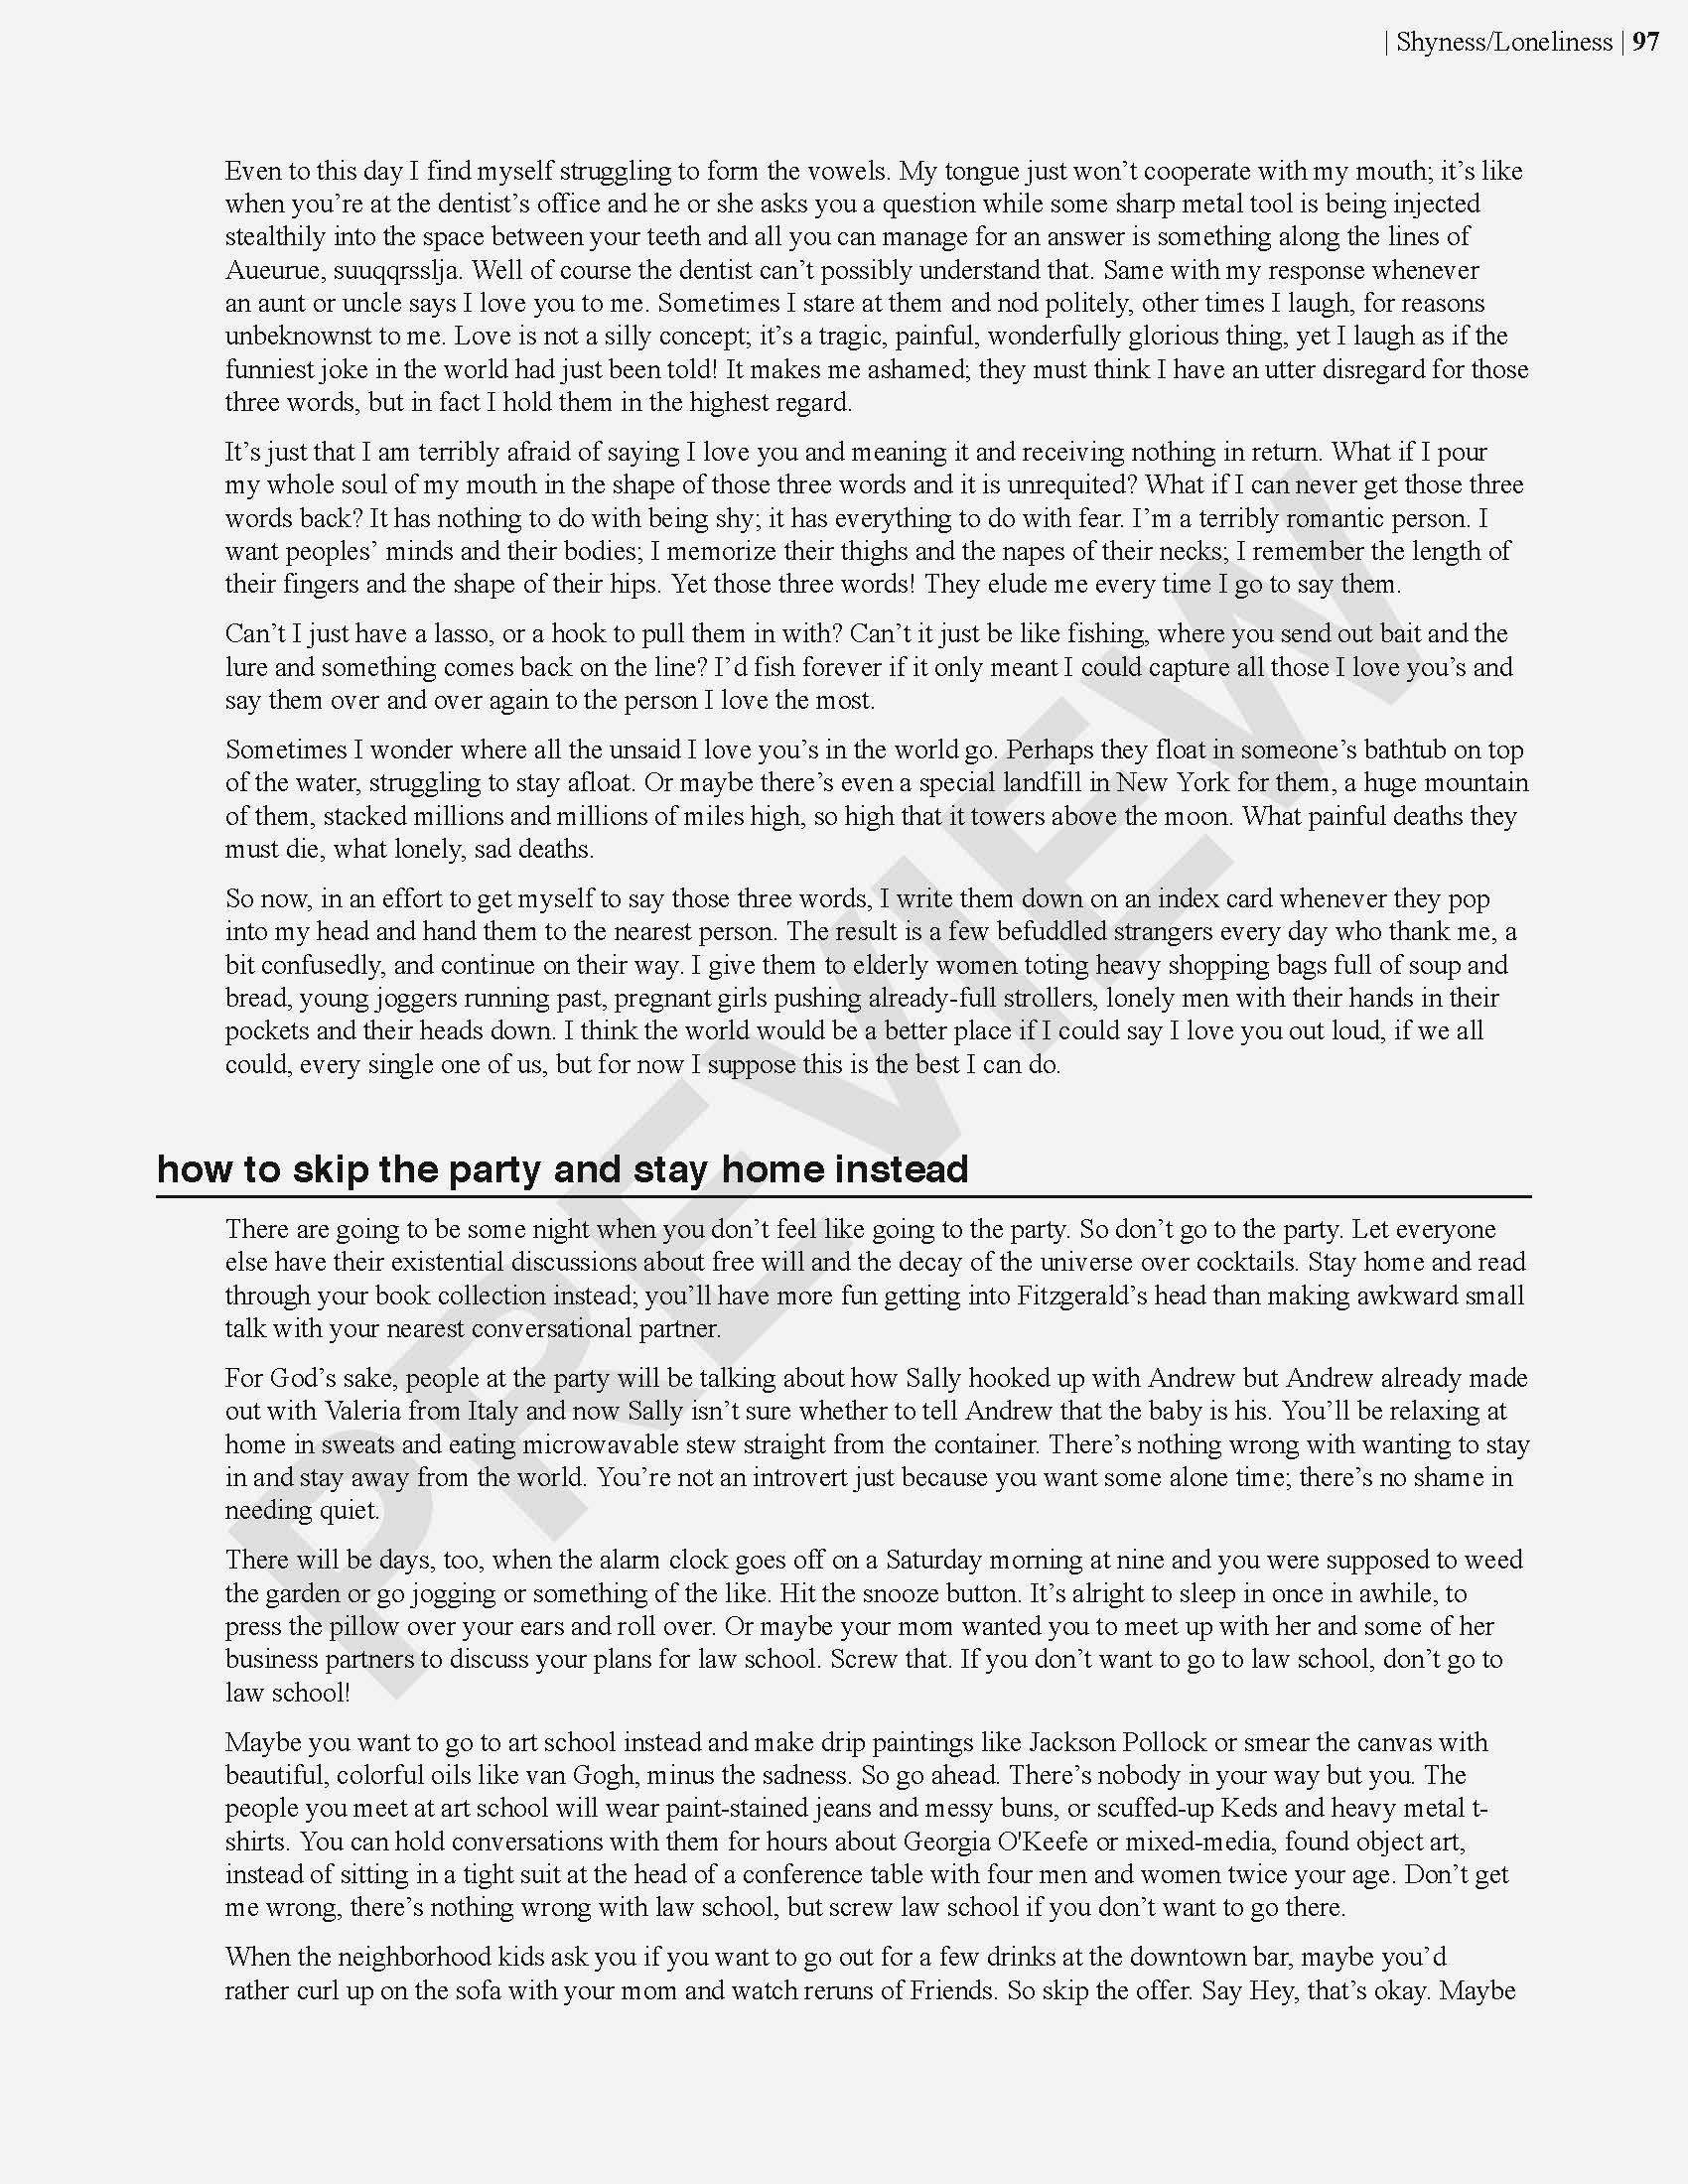 | Shyness/Loneliness | 97
Even to this day I find myself struggling to form the vowels. My tongue just won’t cooperate with my mouth; it’s like
when you’re at the dentist’s office and he or she asks you a question while some sharp metal tool is being injected
stealthily into the space between your teeth and all you can manage for an answer is something along the lines of
Aueurue, suuqqrsslja. Well of course the dentist can’t possibly understand that. Same with my response whenever
an aunt or uncle says I love you to me. Sometimes I stare at them and nod politely, other times I laugh, for reasons
unbeknownst to me. Love is not a silly concept; it’s a tragic, painful, wonderfully glorious thing, yet I laugh as if the
funniest joke in the world had just been told! It makes me ashamed; they must think I have an utter disregard for those
three words, but in fact I hold them in the highest regard.
It’s just that I am terribly afraid of saying I love you and meaning it and receiving nothing in return. What if I pour
my whole soul of my mouth in the shape of those three words and it is unrequited? What if I can never get those three
words back? It has nothing to do with being shy; it has everything to do with fear. I’m a terribly romantic person. I
want peoples’ minds and their bodies; I memorize their thighs and the napes of their necks; I remember the length of
their fingers and the shape of their hips. Yet those three words! They elude me every time I go to say them.
Can’t I just have a lasso, or a hook to pull them in with? Can’t it just be like fishing, where you send out bait and the
lure and something comes back on the line? I’d fish forever if it only meant I could capture all those I love you’s and
say them over and over again to the person I love the most.
Sometimes I wonder where all the unsaid I love you’s in the world go. Perhaps they float in someone’s bathtub on top
of the water, struggling to stay afloat. Or maybe there’s even a special landfill in New York for them, a huge mountain
of them, stacked millions and millions of miles high, so high that it towers above the moon. What painful deaths they
must die, what lonely, sad deaths.
So now, in an effort to get myself to say those three words, I write them down on an index card whenever they pop
into my head and hand them to the nearest person. The result is a few befuddled strangers every day who thank me, a
bit confusedly, and continue on their way. I give them to elderly women toting heavy shopping bags full of soup and
bread, young joggers running past, pregnant girls pushing already-full strollers, lonely men with their hands in their
pockets and their heads down. I think the world would be a better place if I could say I love you out loud, if we all
could, every single one of us, but for now I suppose this is the best I can do.
how to skip the party and stay home instead
There are going to be some night when you don’t feel like going to the party. So don’t go to the party. Let everyone
else have their existential discussions about free will and the decay of the universe over cocktails. Stay home and read
through your book collection instead; you’ll have more fun getting into Fitzgerald’s head than making awkward small
talk with your nearest conversational partner.
For God’s sake, people at the party will be talking about how Sally hooked up with Andrew but Andrew already made
out with Valeria from Italy and now Sally isn’t sure whether to tell Andrew that the baby is his. You’ll be relaxing at
home in sweats and eating microwavable stew straight from the container. There’s nothing wrong with wanting to stay
in and stay away from the world. You’re not an introvert just because you want some alone time; there’s no shame in
needing quiet.
There will be days, too, when the alarm clock goes off on a Saturday morning at nine and you were supposed to weed
the garden or go jogging or something of the like. Hit the snooze button. It’s alright to sleep in once in awhile, to
press the pillow over your ears and roll over. Or maybe your mom wanted you to meet up with her and some of her
business partners to discuss your plans for law school. Screw that. If you don’t want to go to law school, don’t go to
law school!
Maybe you want to go to art school instead and make drip paintings like Jackson Pollock or smear the canvas with
beautiful, colorful oils like van Gogh, minus the sadness. So go ahead. There’s nobody in your way but you. The
people you meet at art school will wear paint-stained jeans and messy buns, or scuffed-up Keds and heavy metal t-
shirts. You can hold conversations with them for hours about Georgia O'Keefe or mixed-media, found object art,
instead of sitting in a tight suit at the head of a conference table with four men and women twice your age. Don’t get
me wrong, there’s nothing wrong with law school, but screw law school if you don’t want to go there.
When the neighborhood kids ask you if you want to go out for a few drinks at the downtown bar, maybe you’d
rather curl up on the sofa with your mom and watch reruns of Friends. So skip the offer. Say Hey, that’s okay. Maybe
PREVIEW